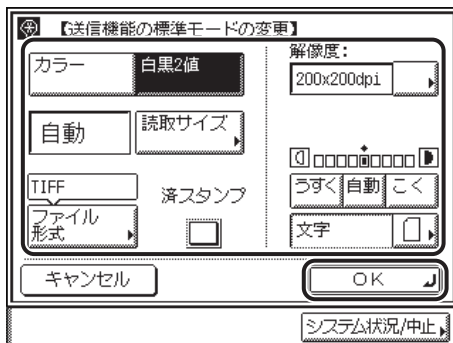 【送信機能の標準モードの変更】
カラー
白黒2値
解像度:
200x200dpi
自動
読取サイズ
うすく
自動
こく
TIFF
ファイル
形式
済スタンプ
文字
キャンセル
OK
システム状況/中止